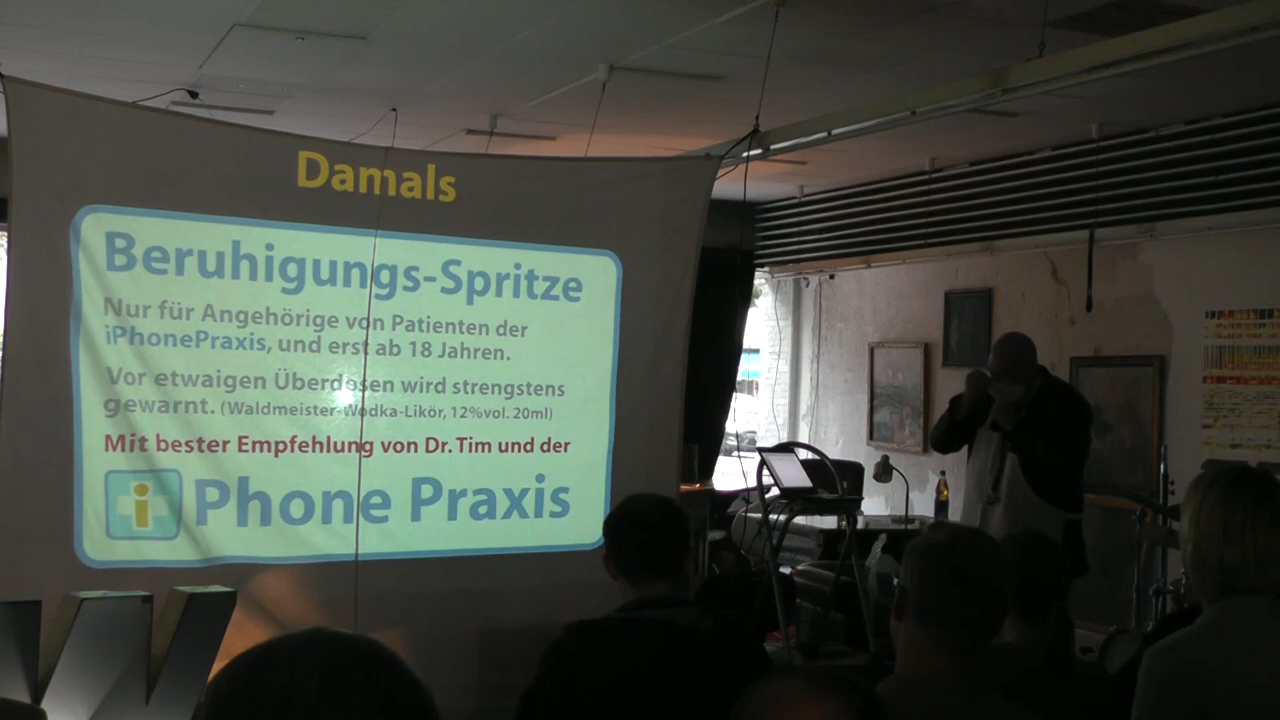 Damals
Beruhigungs-Spritze
Nur für Angehörige von Patienten der
iPhonePraxis, und erst ab 18 Jahren.
Vor etwaigen Überdosen wird strengstens
gewarnt. (Waldmeister-Wodka-Likör, 12%vol. 20ml)
Mit bester Empfehlung von Dr. Tim und der
i Phone Praxis
W